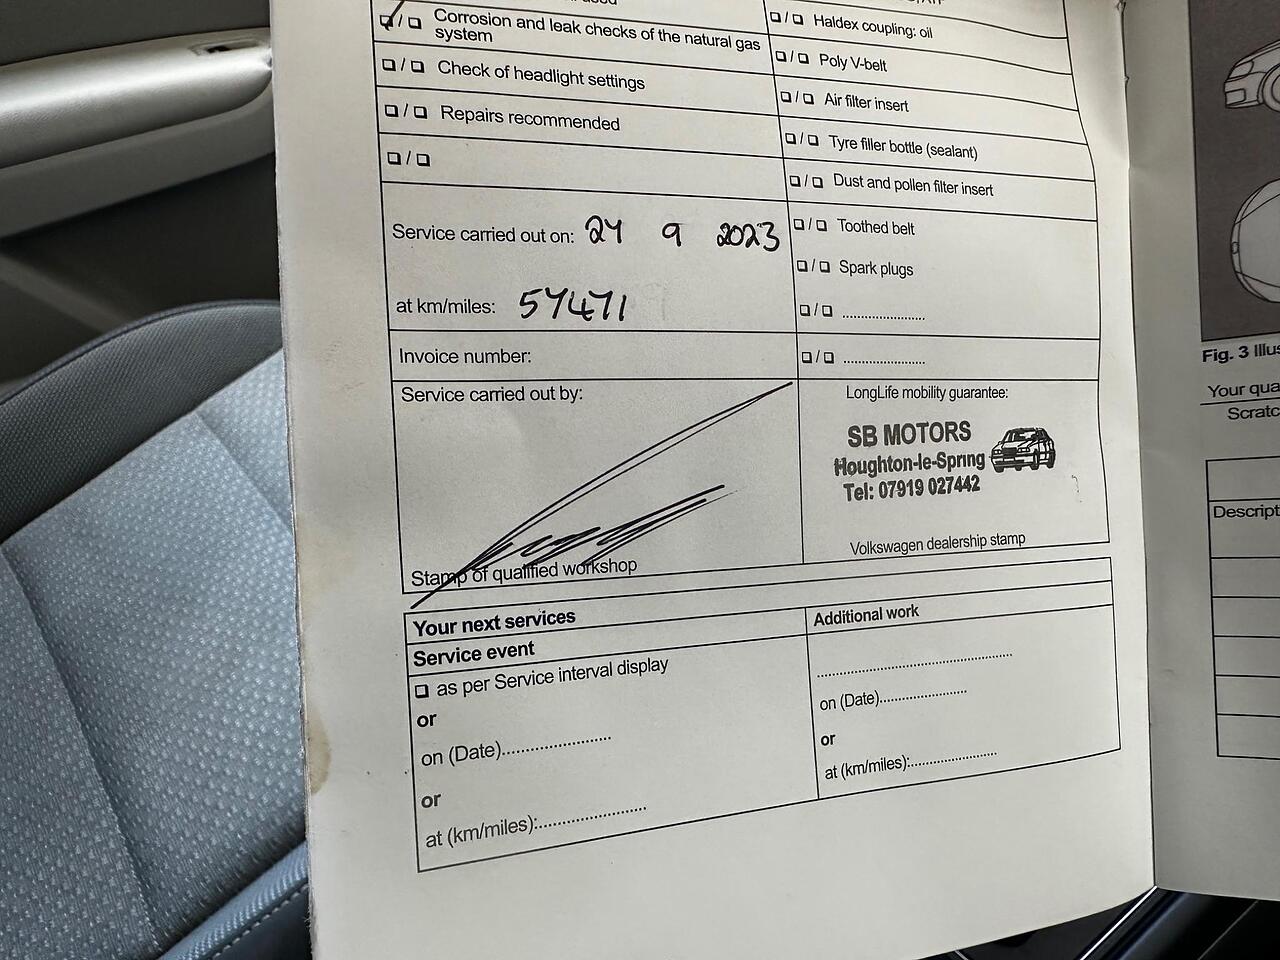 Corrosion and leak checks of the natural gas
system
Check of headlight settings
Repairs recommended
Service carried out on: 24 9 2023
at km/miles: 57471
Invoice number:
Service carried out by:
Stamp of qualified workshop
Haldex coupling: oil
Poly V-belt
Air filter insert
Tyre filler bottle (sealant)
Dust and pollen filter insert
Toothed belt
Spark plugs
LongLife mobility guarantee:
SB MOTORS
Houghton-le-Spring
Tel: 07919 027442
Volkswagen dealership stamp
Your next services
Service event
as per Service interval display
or
on (Date)
or
at (km/miles):
Additional work
on (Date)
or
at (km/miles):
Fig. 3
Your